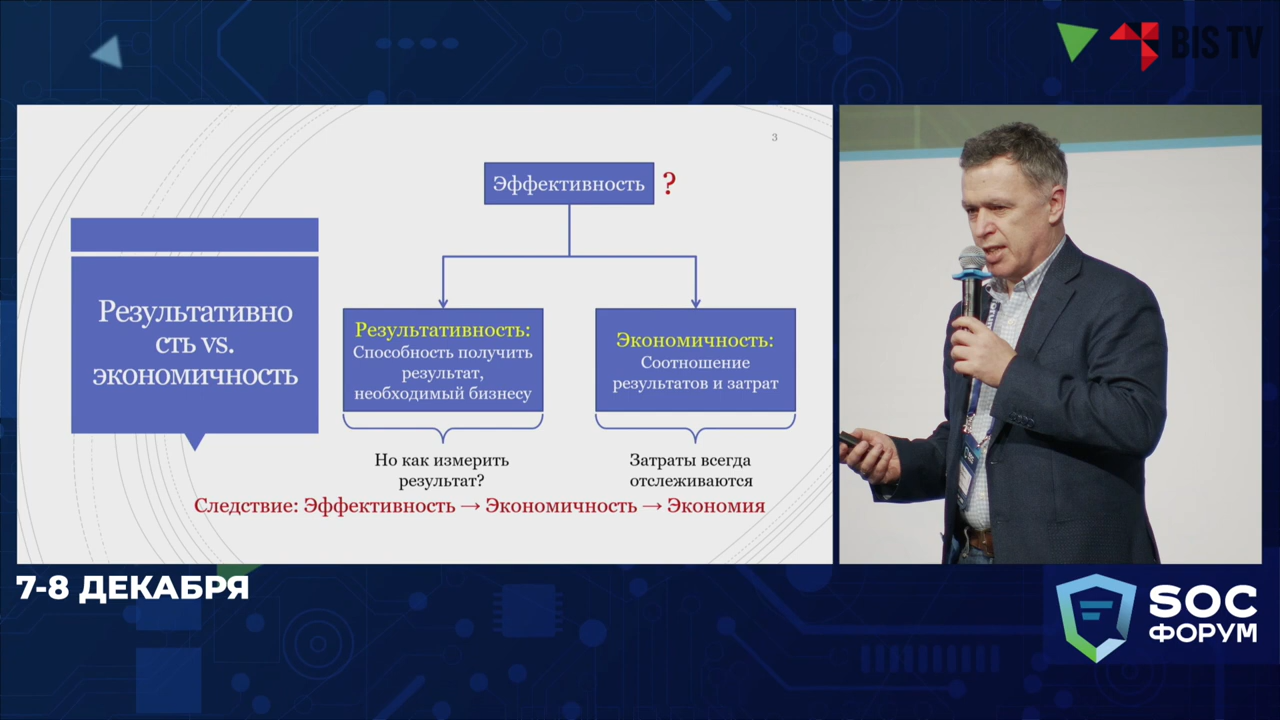 BIS TV
3
Эффективность ?
Результативно
сть vs.
экономичность
Результативность:
Способность получить
результат,
необходимый бизнесу
Экономичность:
Соотношение
результатов и затрат
Но как измерить
результат?
Затраты всегда
отслеживаются
Следствие: Эффективность → Экономичность → Экономия
7-8 ДЕКАБРЯ
SOC
ФОРУМ